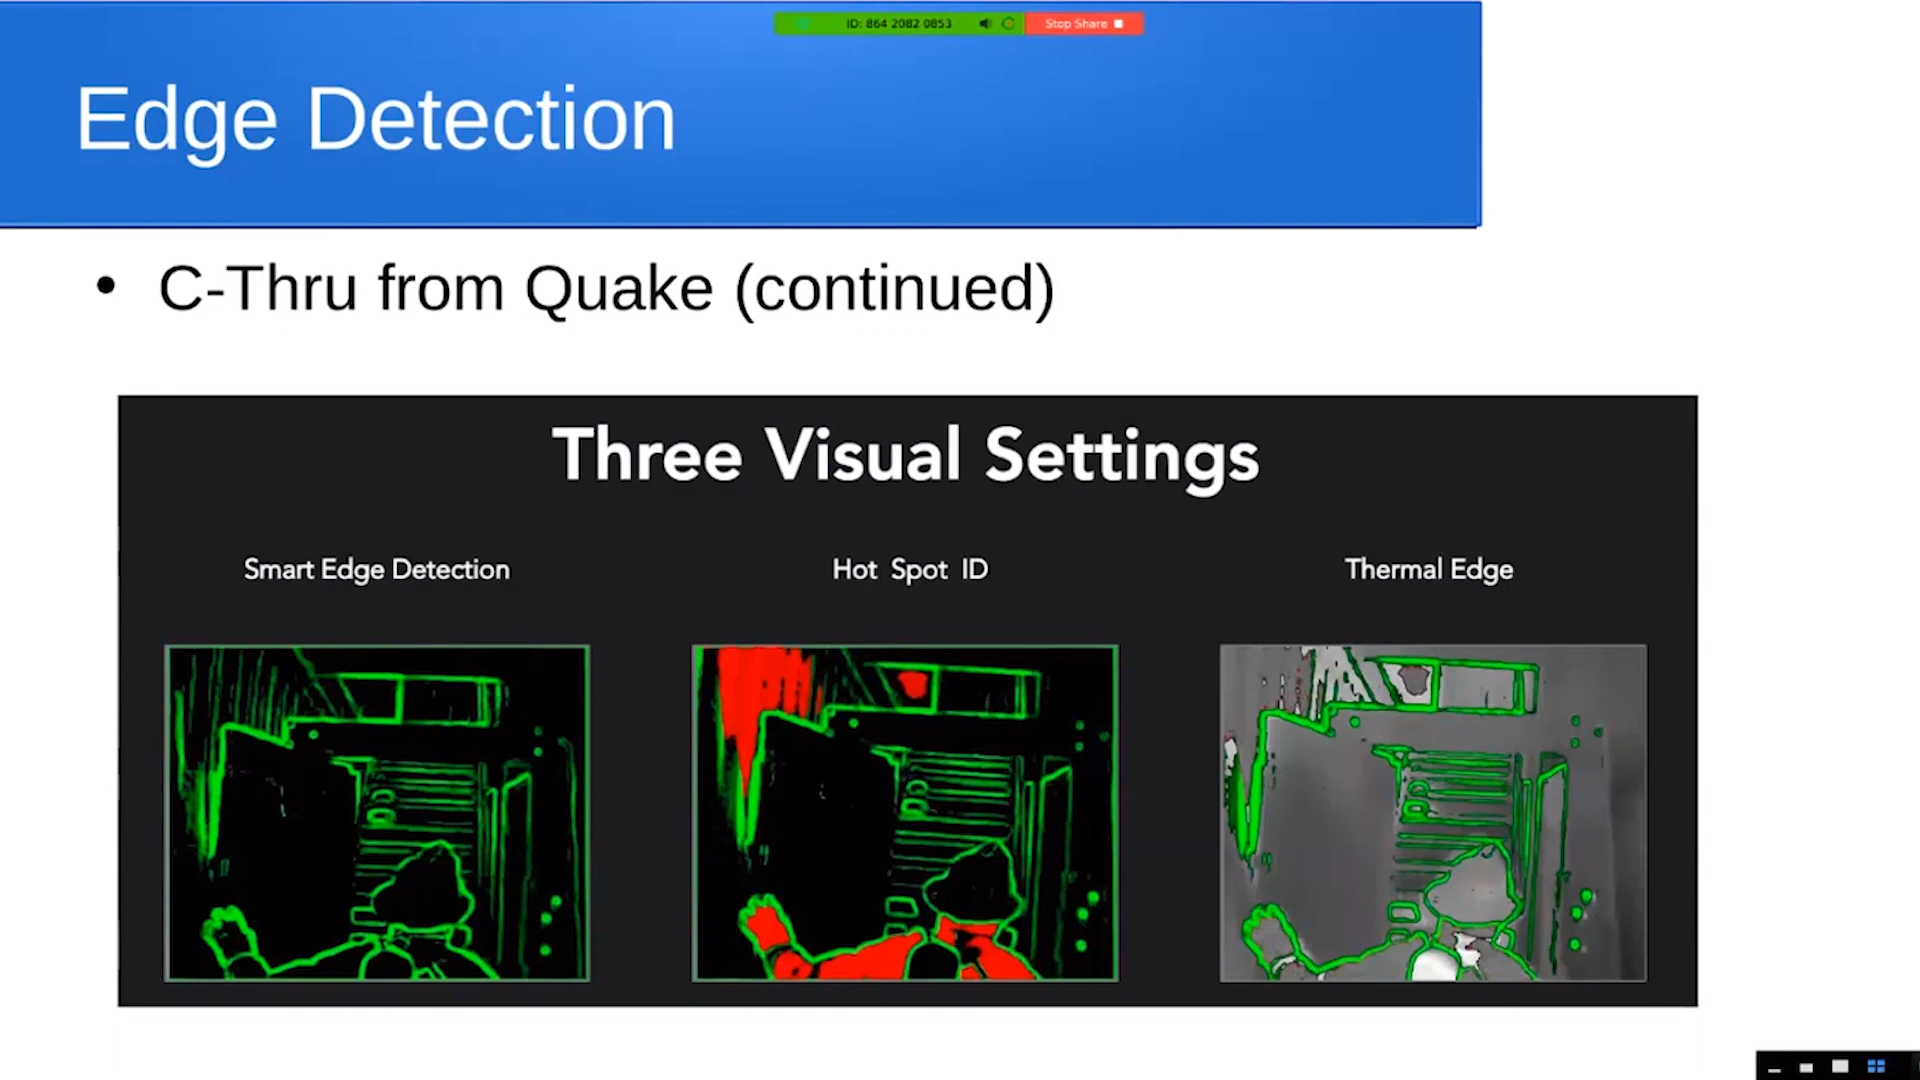 ID: 864 2082 0853 Stop Share
Edge Detection
• C-Thru from Quake (continued)
Three Visual Settings
Smart Edge Detection
Hot Spot ID
Thermal Edge